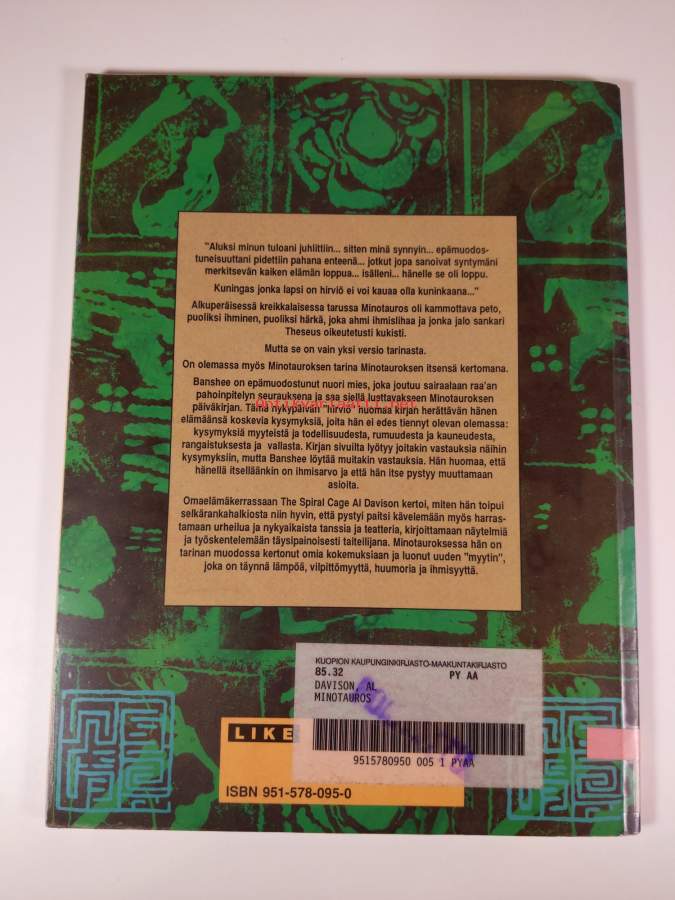 "Aluksi minun tuloani juhlittiin... sitten minä synnyin... epämuodos-
tuneisuuttani pidettiin pahana enteenä... jotkut jopa sanoivat syntymäni
merkitsevän kaiken elämän loppua... isälleni... hänelle se oli loppu.
Kuningas jonka lapsi on hirviö ei voi kauaa olla kuninkaana..."
Alkuperäisessä kreikkalaisessa tarussa Minotauros oli kammottava peto,
puoliksi ihminen, puoliksi härkä, joka ahmi ihmislihaa ja jonka jalo sankari
Theseus oikeutetusti kukisti.
Mutta se on vain yksi versio tarinasta.
On olemassa myös Minotauroksen tarina Minotauroksen itsensä kertomana.
Banshee on epämuodostunut nuori mies, joka joutuu sairaalaan raa'an
pahoinpitelyn seurauksena ja saa siellä luettavakseen Minotauroksen
päiväkirjan. Tämä nykypäivän "hirviö" huomaa kirjan herättävän hänen
elämäänsä koskevia kysymyksiä, joita hän ei edes tiennyt olevan olemassa:
kysymyksiä myyteistä ja todellisuudesta, rumuudesta ja kauneudesta,
rangaistuksesta ja vallasta. Kirjan sivuilta lyötyy joitakin vastauksia näihin
kysymyksiin, mutta Banshee löytää muitakin vastauksia. Hän huomaa, että
hänellä itselläänkin on ihmisarvo ja että hän itse pystyy muuttamaan
asioita.
Omaelämäkerrassaan The Spiral Cage Al Davison kertoi, miten hän toipui
selkärankahalkiosta niin hyvin, että pystyi paitsi kävelemään myös harras-
tamaan urheilua ja nykyaikaista tanssia ja teatteria, kirjoittamaan näytelmiä
ja työskentelemään täysipainoisesti taiteilijana. Minotauroksessa hän on
tarinan muodossa kertonut omia kokemuksiaan ja luonut uuden "myytin",
joka on täynnä lämpöä, vilpittömyyttä, huumoria ja ihmisyyttä.
KUOPION KAUPUNGINKIRJASTO-MAAKUNTAKIRJASTO
85.32 PY AA
DAVISON, AL
MINOTAUROS
LIKE
9515780950 005 1 PYAA
ISBN 951-578-095-0